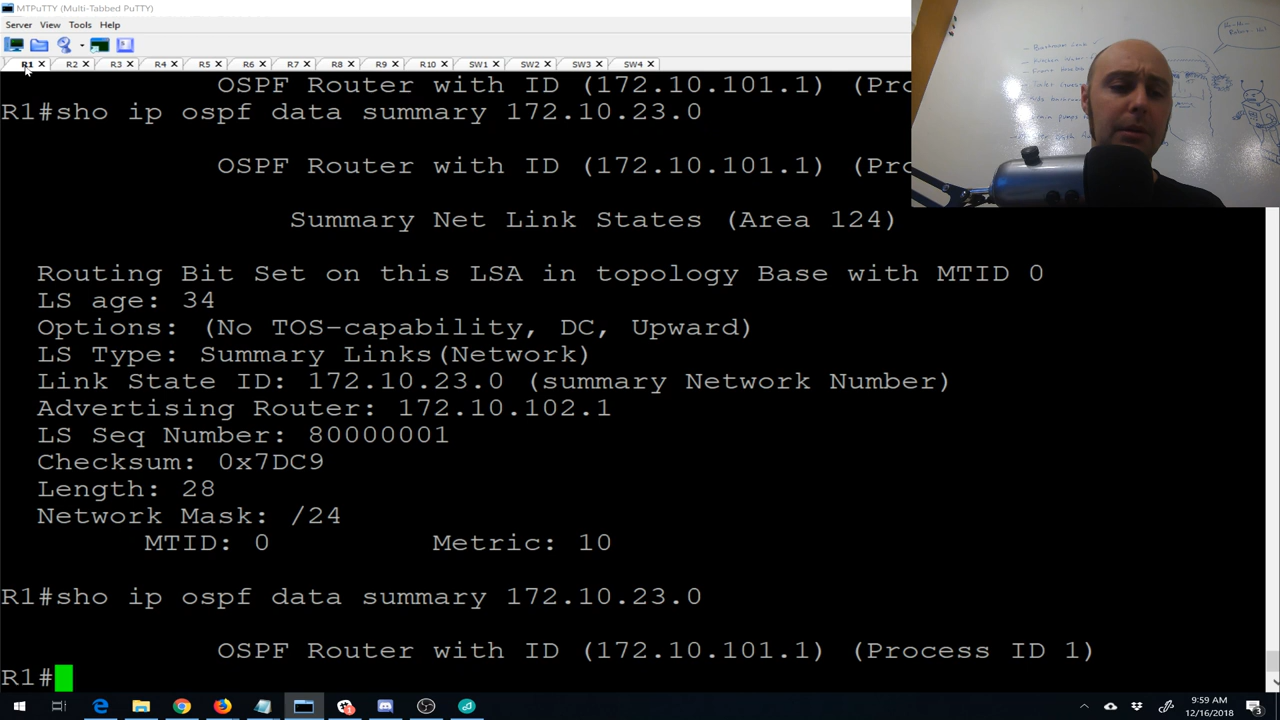 MTPuTTY (Multi-Tabbed PuTTY)
Server View Tools Help
R1 R2 R3 R4 R5 R6 R7 R8 R9 R10 SW1 SW2 SW3 SW4
OSPF Router with ID (172.10.101.1) (Proc
R1#sho ip ospf data summary 172.10.23.0
OSPF Router with ID (172.10.101.1) (Proc
Summary Net Link States (Area 124)
Routing Bit Set on this LSA in topology Base with MTID 0
LS age: 34
Options: (No TOS-capability, DC, Upward)
LS Type: Summary Links(Network)
Link State ID: 172.10.23.0 (summary Network Number)
Advertising Router: 172.10.102.1
LS Seq Number: 80000001
Checksum: 0x7DC9
Length: 28
Network Mask: /24
MTID: 0 Metric: 10
R1#sho ip ospf data summary 172.10.23.0
OSPF Router with ID (172.10.101.1) (Process ID 1)
R1#
9:59 AM
12/16/2018
3